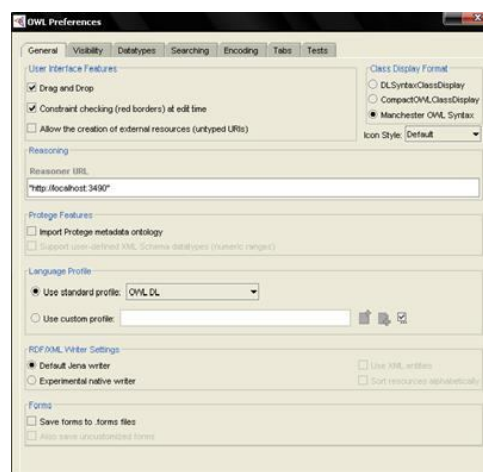 OWL Preferences
General Visibility Datatypes Searching Encoding Tabs Tests
User Interface Features
Drag and Drop
Constraint checking (red borders) at edit time
Allow the creation of external resources (untyped URIs)
Class Display Format
DLSyntaxClassDisplay
CompactOWLClassDisplay
Manchester OWL Syntax
Icon Style: Default
Reasoning
Reasoner URL
"http://localhost:3490"
Protege Features
Import Protege metadata ontology
Support user-defined XML Schema datatypes (numeric ranges)
Language Profile
Use standard profile: OWL DL
Use custom profile:
RDF/XML Writer Settings
Default Jena writer
Experimental native writer
Use XML entities
Sort resources alphabetically
Forms
Save forms to .forms files
Also save uncustomized forms